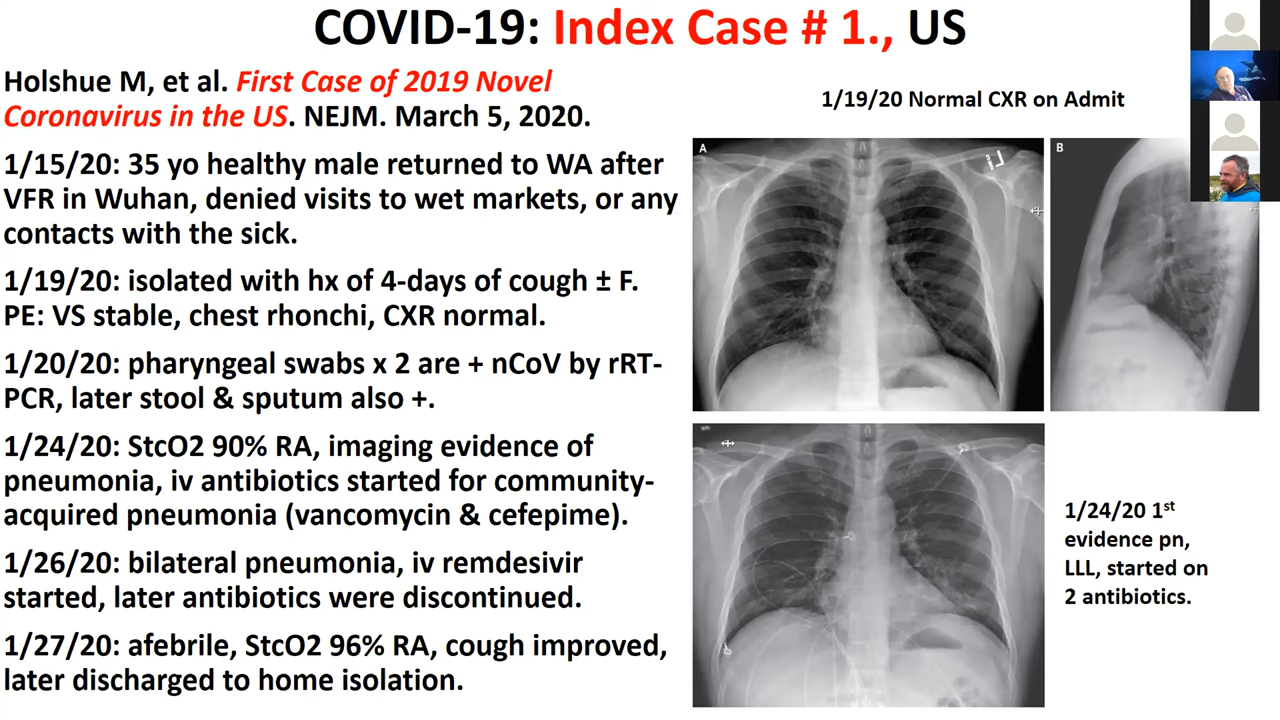 COVID-19: Index Case # 1., US
Holshue M, et al. First Case of 2019 Novel
Coronavirus in the US. NEJM. March 5, 2020.
1/15/20: 35 yo healthy male returned to WA after
VFR in Wuhan, denied visits to wet markets, or any
contacts with the sick.
1/19/20: isolated with hx of 4-days of cough ± F.
PE: VS stable, chest rhonchi, CXR normal.
1/20/20: pharyngeal swabs x 2 are + nCoV by rRT-
PCR, later stool & sputum also +.
1/24/20: StcO2 90% RA, imaging evidence of
pneumonia, iv antibiotics started for community-
acquired pneumonia (vancomycin & cefepime).
1/26/20: bilateral pneumonia, iv remdesivir
started, later antibiotics were discontinued.
1/27/20: afebrile, StcO2 96% RA, cough improved,
later discharged to home isolation.
1/19/20 Normal CXR on Admit
A
B
L
1/24/20 1st
evidence pn,
LLL, started on
2 antibiotics.